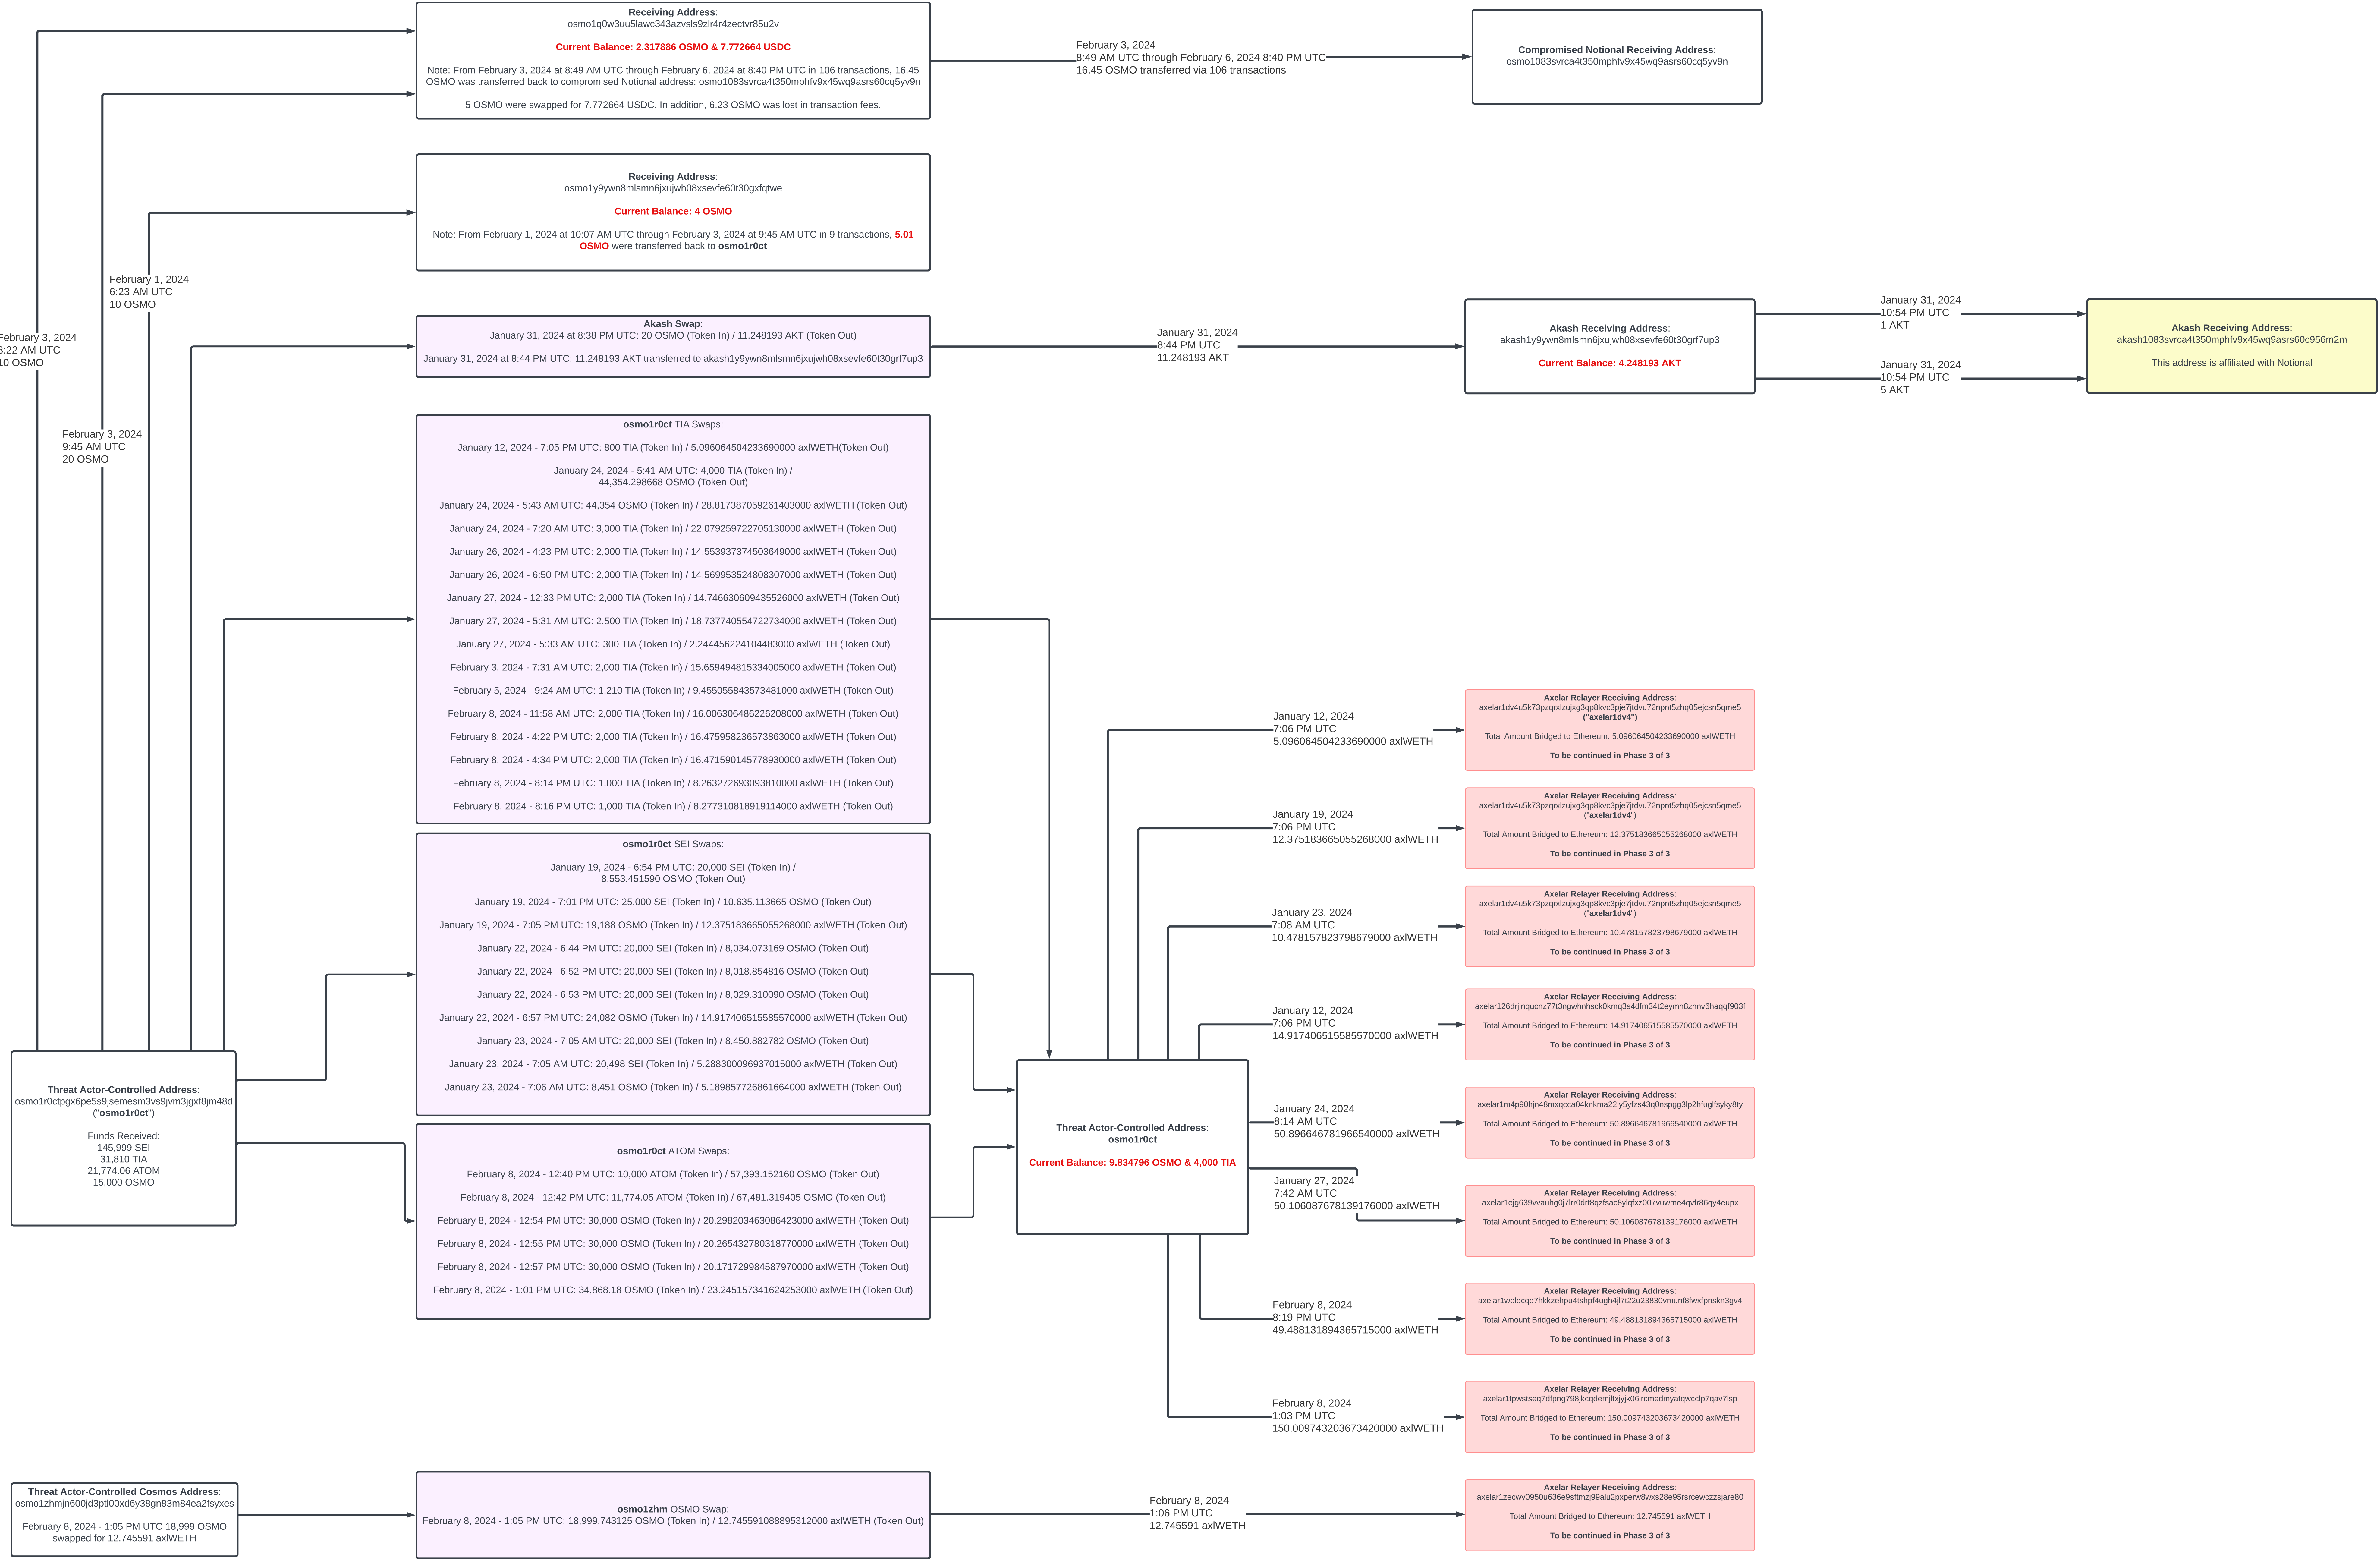 Receiving Address:
osmo1q0w3uu5lawc343azvsls9zlr4r4zectvr85u2v
Current Balance: 2.317886 OSMO & 7.772664 USDC
Note: From February 3, 2024 at 8:49 AM UTC through February 6, 2024 at 8:40 PM UTC in 106 transactions, 16.45
OSMO was transferred back to compromised Notional address: osmo1083svrca4t350mphfv9x45wq9asrs60cq5yv9n
5 OSMO were swapped for 7.772664 USDC. In addition, 6.23 OSMO was lost in transaction fees.
February 3, 2024
8:49 AM UTC through February 6, 2024 8:40 PM UTC
16.45 OSMO transferred via 106 transactions
Compromised Notional Receiving Address:
osmo1083svrca4t350mphfv9x45wq9asrs60cq5yv9n
Receiving Address:
osmo1y9ywn8mlsmn6jxujwh08xsevfe60t30gxfqtwe
Current Balance: 4 OSMO
Note: From February 1, 2024 at 10:07 AM UTC through February 3, 2024 at 9:45 AM UTC in 9 transactions, 5.01
OSMO were transferred back to osmo1r0ct
February 1, 2024
6:23 AM UTC
10 OSMO
February 3, 2024
8:22 AM UTC
10 OSMO
February 3, 2024
9:45 AM UTC
20 OSMO
Akash Swap:
January 31, 2024 at 8:38 PM UTC: 20 OSMO (Token In) / 11.248193 AKT (Token Out)
January 31, 2024 at 8:44 PM UTC: 11.248193 AKT transferred to akash1y9ywn8mlsmn6jxujwh08xsevfe60t30grf7up3
January 31, 2024
8:44 PM UTC
11.248193 AKT
Akash Receiving Address:
akash1y9ywn8mlsmn6jxujwh08xsevfe60t30grf7up3
Current Balance: 4.248193 AKT
January 31, 2024
10:54 PM UTC
1 AKT
January 31, 2024
10:54 PM UTC
5 AKT
Akash Receiving Address:
akash1083svrca4t350mphfv9x45wq9asrs60c956m2m
This address is affiliated with Notional
osmo1r0ct TIA Swaps:
January 12, 2024 - 7:05 PM UTC: 800 TIA (Token In) / 5.096064504233690000 axlWETH(Token Out)
January 24, 2024 - 5:41 AM UTC: 4,000 TIA (Token In) /
44,354.298668 OSMO (Token Out)
January 24, 2024 - 5:43 AM UTC: 44,354 OSMO (Token In) / 28.817387059261403000 axlWETH (Token Out)
January 24, 2024 - 7:20 AM UTC: 3,000 TIA (Token In) / 22.079259722705130000 axlWETH (Token Out)
January 26, 2024 - 4:23 PM UTC: 2,000 TIA (Token In) / 14.553937374503649000 axlWETH (Token Out)
January 26, 2024 - 6:50 PM UTC: 2,000 TIA (Token In) / 14.569953524808307000 axlWETH (Token Out)
January 27, 2024 - 12:33 PM UTC: 2,000 TIA (Token In) / 14.746630609435526000 axlWETH (Token Out)
January 27, 2024 - 5:31 AM UTC: 2,500 TIA (Token In) / 18.737740554722734000 axlWETH (Token Out)
January 27, 2024 - 5:33 AM UTC: 300 TIA (Token In) / 2.244456224104483000 axlWETH (Token Out)
February 3, 2024 - 7:31 AM UTC: 2,000 TIA (Token In) / 15.659494815334005000 axlWETH (Token Out)
February 5, 2024 - 9:24 AM UTC: 1,210 TIA (Token In) / 9.455055843573481000 axlWETH (Token Out)
February 8, 2024 - 11:58 AM UTC: 2,000 TIA (Token In) / 16.006306486226208000 axlWETH (Token Out)
February 8, 2024 - 4:22 PM UTC: 2,000 TIA (Token In) / 16.475958236573863000 axlWETH (Token Out)
February 8, 2024 - 4:34 PM UTC: 2,000 TIA (Token In) / 16.471590145778930000 axlWETH (Token Out)
February 8, 2024 - 8:14 PM UTC: 1,000 TIA (Token In) / 8.263272693093810000 axlWETH (Token Out)
February 8, 2024 - 8:16 PM UTC: 1,000 TIA (Token In) / 8.277310818919114000 axlWETH (Token Out)
osmo1r0ct SEI Swaps:
January 19, 2024 - 6:54 PM UTC: 20,000 SEI (Token In) /
8,553.451590 OSMO (Token Out)
January 19, 2024 - 7:01 PM UTC: 25,000 SEI (Token In) / 10,635.113665 OSMO (Token Out)
January 19, 2024 - 7:05 PM UTC: 19,188 OSMO (Token In) / 12.375183665055268000 axlWETH (Token Out)
January 22, 2024 - 6:44 PM UTC: 20,000 SEI (Token In) / 8,034.073169 OSMO (Token Out)
January 22, 2024 - 6:52 PM UTC: 20,000 SEI (Token In) / 8,018.854816 OSMO (Token Out)
January 22, 2024 - 6:53 PM UTC: 20,000 SEI (Token In) / 8,029.310090 OSMO (Token Out)
January 22, 2024 - 6:57 PM UTC: 24,082 OSMO (Token In) / 14.917406515585570000 axlWETH (Token Out)
January 23, 2024 - 7:05 AM UTC: 20,000 SEI (Token In) / 8,450.882782 OSMO (Token Out)
January 23, 2024 - 7:05 AM UTC: 20,498 SEI (Token In) / 5.288300096937015000 axlWETH (Token Out)
January 23, 2024 - 7:06 AM UTC: 8,451 OSMO (Token In) / 5.189857726861664000 axlWETH (Token Out)
Threat Actor-Controlled Address:
osmo1r0ctpgx6pe5s9jsemesm3vs9jvm3jgxf8jm48d
("osmo1r0ct")
Funds Received:
145,999 SEI
31,810 TIA
21,774.06 ATOM
15,000 OSMO
osmo1r0ct ATOM Swaps:
February 8, 2024 - 12:40 PM UTC: 10,000 ATOM (Token In) / 57,393.152160 OSMO (Token Out)
February 8, 2024 - 12:42 PM UTC: 11,774.05 ATOM (Token In) / 67,481.319405 OSMO (Token Out)
February 8, 2024 - 12:54 PM UTC: 30,000 OSMO (Token In) / 20.298203463086423000 axlWETH (Token Out)
February 8, 2024 - 12:55 PM UTC: 30,000 OSMO (Token In) / 20.265432780318770000 axlWETH (Token Out)
February 8, 2024 - 12:57 PM UTC: 30,000 OSMO (Token In) / 20.171729984587970000 axlWETH (Token Out)
February 8, 2024 - 1:01 PM UTC: 34,868.18 OSMO (Token In) / 23.245157341624253000 axlWETH (Token Out)
Threat Actor-Controlled Address:
osmo1r0ct
Current Balance: 9.834796 OSMO & 4,000 TIA
January 12, 2024
7:06 PM UTC
5.096064504233690000 axlWETH
Axelar Relayer Receiving Address:
axelar1dv4u5k73pzqrxlzujxg3qp8kvc3pje7jtdvu72npnt5zhq05ejcsn5qme5
("axelar1dv4")
Total Amount Bridged to Ethereum: 5.096064504233690000 axlWETH
To be continued in Phase 3 of 3
January 19, 2024
7:06 PM UTC
12.375183665055268000 axlWETH
Axelar Relayer Receiving Address:
axelar1dv4u5k73pzqrxlzujxg3qp8kvc3pje7jtdvu72npnt5zhq05ejcsn5qme5
("axelar1dv4")
Total Amount Bridged to Ethereum: 12.375183665055268000 axlWETH
To be continued in Phase 3 of 3
January 23, 2024
7:08 AM UTC
10.478157823798679000 axlWETH
Axelar Relayer Receiving Address:
axelar1dv4u5k73pzqrxlzujxg3qp8kvc3pje7jtdvu72npnt5zhq05ejcsn5qme5
("axelar1dv4")
Total Amount Bridged to Ethereum: 10.478157823798679000 axlWETH
To be continued in Phase 3 of 3
January 12, 2024
7:06 PM UTC
14.917406515585570000 axlWETH
Axelar Relayer Receiving Address:
axelar126drjlnqucnz77t3ngwhnhsck0kmq3s4dfm34t2eymh8znnv6haqqf903f
Total Amount Bridged to Ethereum: 14.917406515585570000 axlWETH
To be continued in Phase 3 of 3
January 24, 2024
8:14 AM UTC
50.896646781966540000 axlWETH
Axelar Relayer Receiving Address:
axelar1m4p90hjn48mxqcca04knkma22ly5yfzs43q0nspgg3lp2hfuglfsyky8ty
Total Amount Bridged to Ethereum: 50.896646781966540000 axlWETH
To be continued in Phase 3 of 3
January 27, 2024
7:42 AM UTC
50.106087678139176000 axlWETH
Axelar Relayer Receiving Address:
axelar1ejg639vvauhg0j7lrr0drt8qzfsac8ylqfxz007vuwme4qvfr86qy4eupx
Total Amount Bridged to Ethereum: 50.106087678139176000 axlWETH
To be continued in Phase 3 of 3
February 8, 2024
8:19 PM UTC
49.488131894365715000 axlWETH
Axelar Relayer Receiving Address:
axelar1welqcqq7hkkzehpu4tshpf4ugh4jl7t22u23830vmunf8fwxfpnskn3gv4
Total Amount Bridged to Ethereum: 49.488131894365715000 axlWETH
To be continued in Phase 3 of 3
February 8, 2024
1:03 PM UTC
150.009743203673420000 axlWETH
Axelar Relayer Receiving Address:
axelar1tpwstseq7dfpng798jkcqdemjltxjyjk06lrcmedmyatqwcclp7qav7lsp
Total Amount Bridged to Ethereum: 150.009743203673420000 axlWETH
To be continued in Phase 3 of 3
Threat Actor-Controlled Cosmos Address:
osmo1zhmjn600jd3ptl00xd6y38gn83m84ea2fsyxes
February 8, 2024 - 1:05 PM UTC 18,999 OSMO
swapped for 12.745591 axlWETH
osmo1zhm OSMO Swap:
February 8, 2024 - 1:05 PM UTC: 18,999.743125 OSMO (Token In) / 12.745591088895312000 axlWETH (Token Out)
February 8, 2024
1:06 PM UTC
12.745591 axlWETH
Axelar Relayer Receiving Address:
axelar1zecwy0950u636e9sftmzj99alu2pxperw8wxs28e95rsrcewczzsjare80
Total Amount Bridged to Ethereum: 12.745591 axlWETH
To be continued in Phase 3 of 3